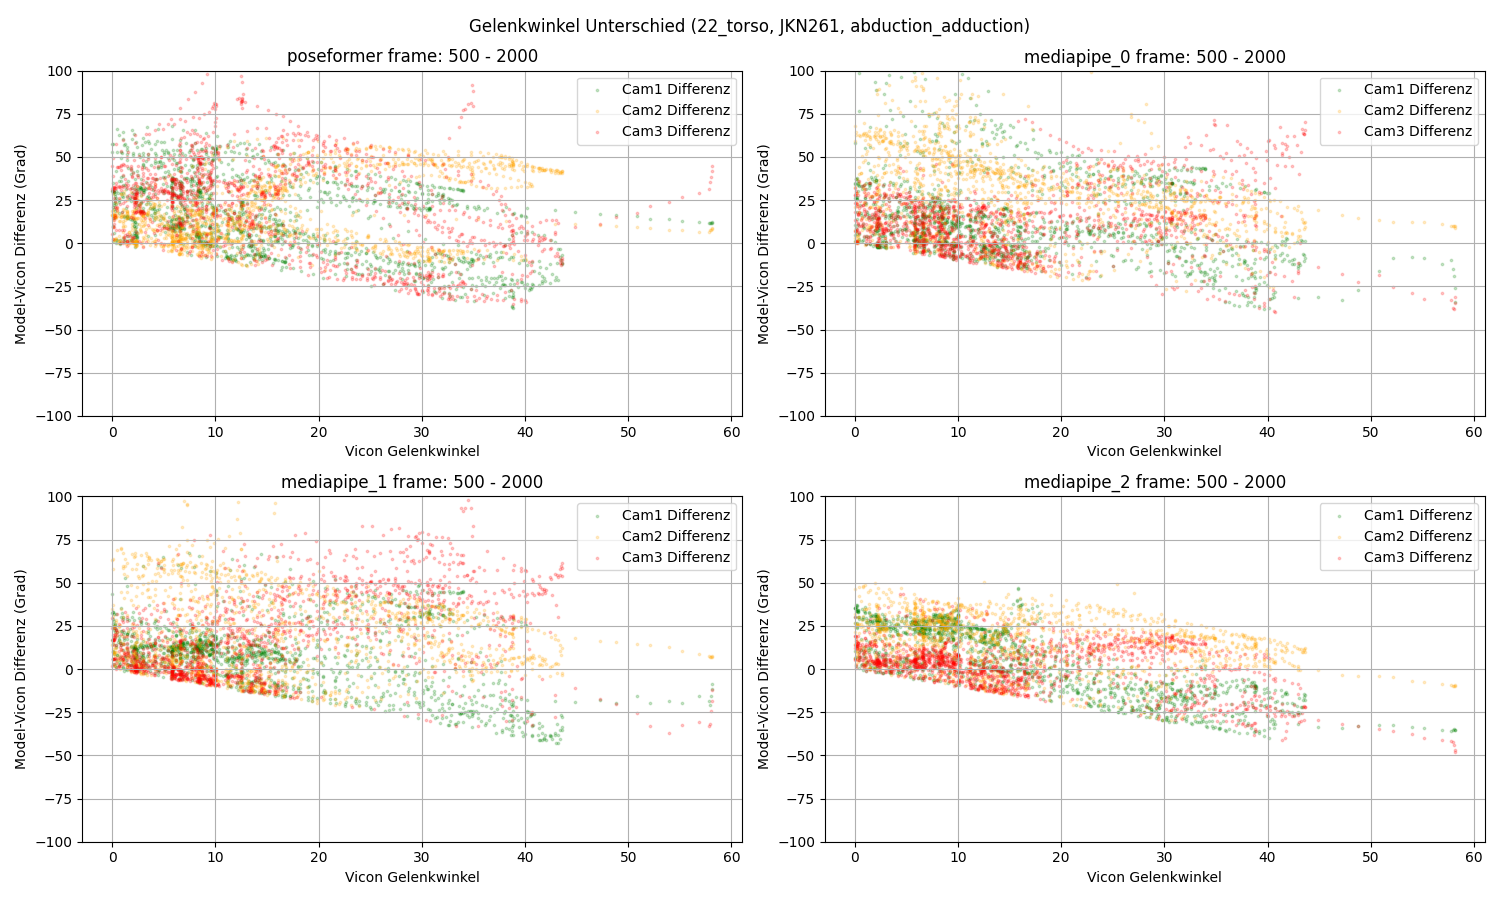 Gelenkwinkel Unterschied (22_torso, JKN261, abduction_adduction)
poseformer frame: 500 - 2000
Model-Vicon Differenz (Grad)
100
75
50
25
0
−25
−50
−75
−100
Cam1 Differenz
Cam2 Differenz
Cam3 Differenz
0 10 20 30 40 50 60
Vicon Gelenkwinkel
mediapipe_0 frame: 500 - 2000
Model-Vicon Differenz (Grad)
100
75
50
25
0
−25
−50
−75
−100
Cam1 Differenz
Cam2 Differenz
Cam3 Differenz
0 10 20 30 40 50 60
Vicon Gelenkwinkel
mediapipe_1 frame: 500 - 2000
Model-Vicon Differenz (Grad)
100
75
50
25
0
−25
−50
−75
−100
Cam1 Differenz
Cam2 Differenz
Cam3 Differenz
0 10 20 30 40 50 60
Vicon Gelenkwinkel
mediapipe_2 frame: 500 - 2000
Model-Vicon Differenz (Grad)
100
75
50
25
0
−25
−50
−75
−100
Cam1 Differenz
Cam2 Differenz
Cam3 Differenz
0 10 20 30 40 50 60
Vicon Gelenkwinkel